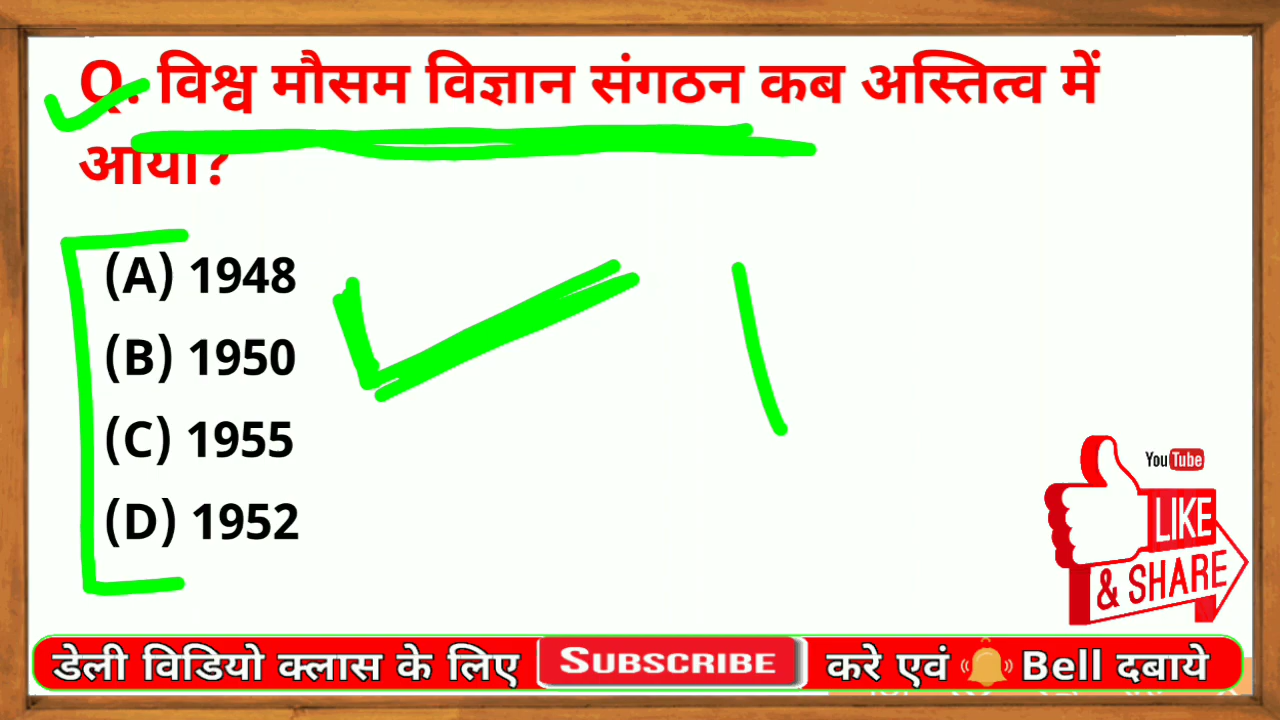 Q. विश्व मौसम विज्ञान संगठन कब अस्तित्व में
आया?
(A) 1948
(B) 1950
(C) 1955
(D) 1952
YouTube
LIKE
& SHARE
डेली विडियो क्लास के लिए SUBSCRIBE करे एवं Bell दबाये